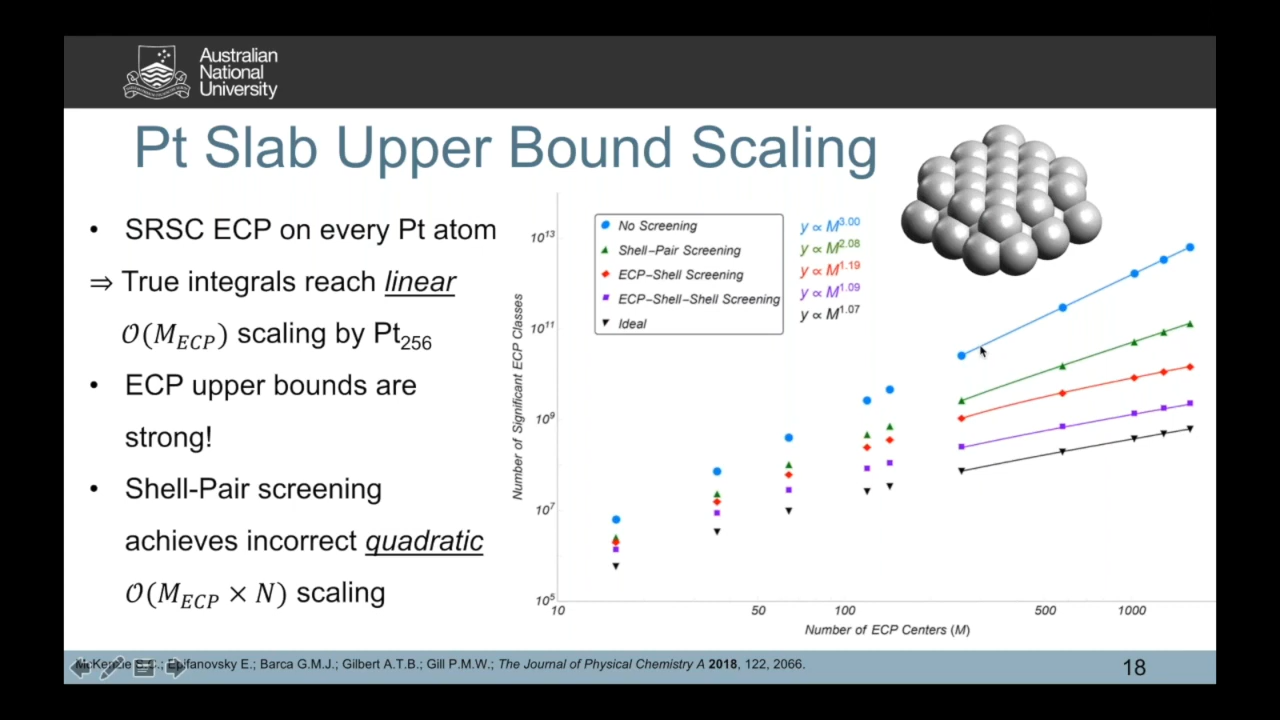 Australian
National
University
Pt Slab Upper Bound Scaling
• SRSC ECP on every Pt atom
⇒ True integrals reach linear
𝒪(M_ECP) scaling by Pt₂₅₆
• ECP upper bounds are
strong!
• Shell-Pair screening
achieves incorrect quadratic
𝒪(M_ECP × N) scaling
No Screening y ∝ M^3.00
Shell-Pair Screening y ∝ M^2.08
ECP-Shell Screening y ∝ M^1.19
ECP-Shell-Shell Screening y ∝ M^1.09
Ideal y ∝ M^1.07
Number of Significant ECP Classes
10^13
10^11
10^9
10^7
10^5
10 50 100 500 1000
Number of ECP Centers (M)
McKenzie S.C.; Epifanovsky E.; Barca G.M.J.; Gilbert A.T.B.; Gill P.M.W.; The Journal of Physical Chemistry A 2018, 122, 2066.
18